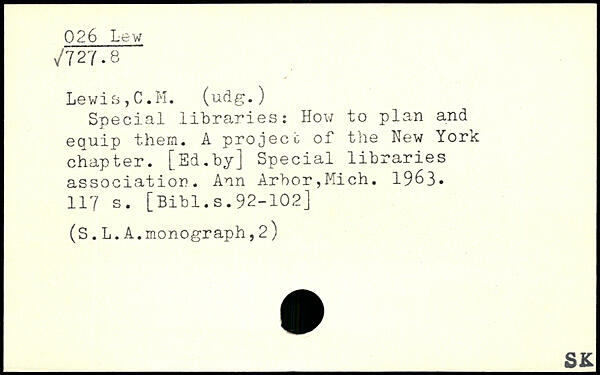 026 Lew
√727.8
Lewis,C.M. (udg.)
Special libraries: How to plan and
equip them. A project of the New York
chapter. [Ed.by] Special libraries
association. Ann Arbor,Mich. 1963.
117 s. [Bibl.s.92-102]
(S.L.A.monograph,2)
SK